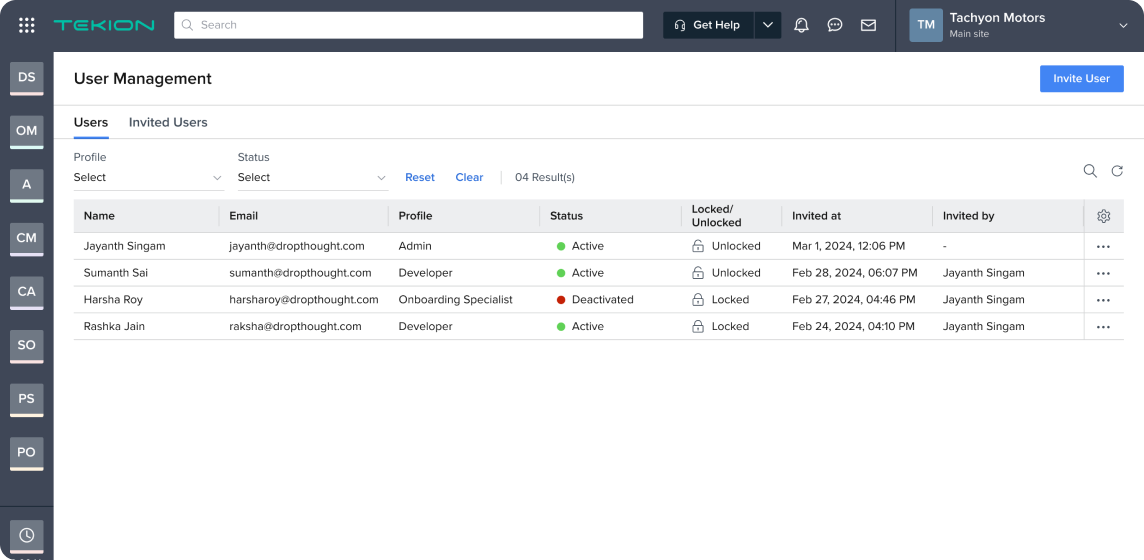 TEKION
Search
Get Help
TM
Tachyon Motors
Main site
DS
OM
A
CM
CA
SO
PS
PO
User Management
Invite User
Users Invited Users
Profile Status
Select Select Reset Clear 04 Result(s)
Name Email Profile Status Locked/ Unlocked Invited at Invited by
Jayanth Singam jayanth@dropthought.com Admin Active Unlocked Mar 1, 2024, 12:06 PM -
Sumanth Sai sumanth@dropthought.com Developer Active Unlocked Feb 28, 2024, 06:07 PM Jayanth Singam
Harsha Roy harsharoy@dropthought.com Onboarding Specialist Deactivated Locked Feb 27, 2024, 04:46 PM Jayanth Singam
Rashka Jain raksha@dropthought.com Developer Active Locked Feb 24, 2024, 04:10 PM Jayanth Singam